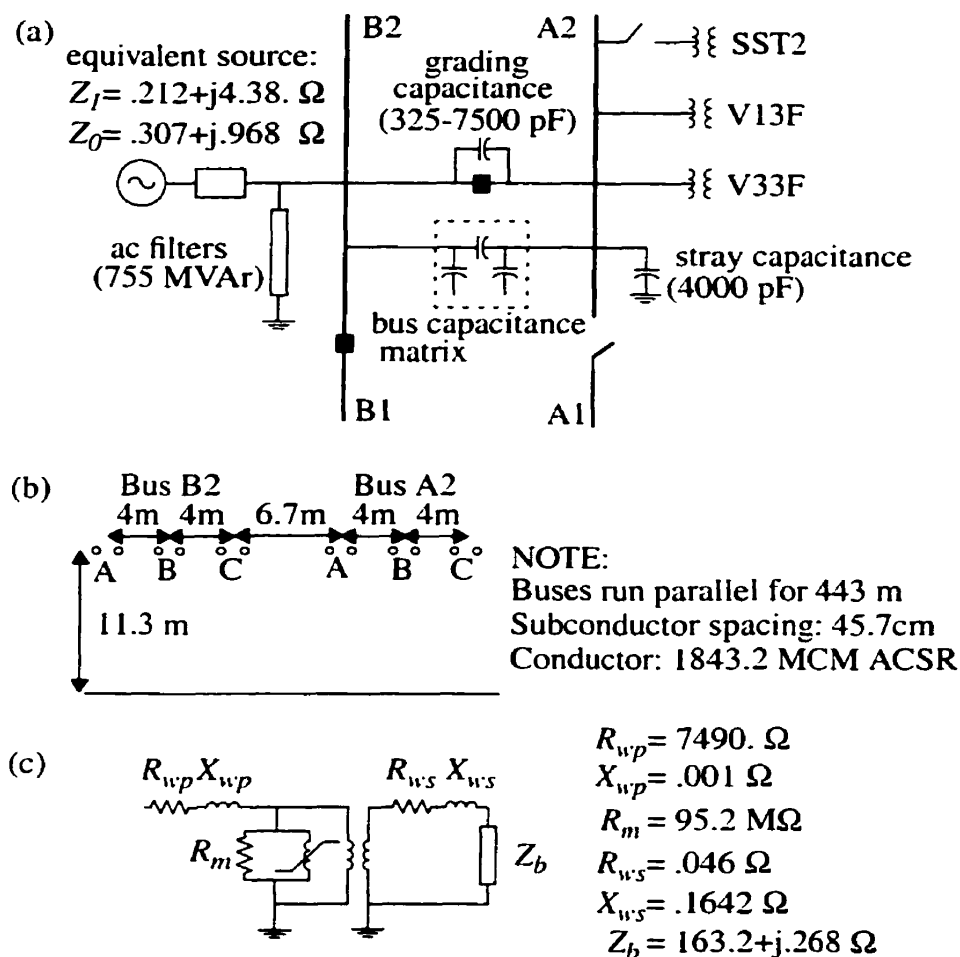 (a)
B2
A2
equivalent source:
Z1= .212+j4.38. Ω
Z0= .307+j.968 Ω
grading
capacitance
(325-7500 pF)
SST2
V13F
V33F
ac filters
(755 MVAr)
bus capacitance
matrix
stray capacitance
(4000 pF)
B1
A1
(b)
Bus B2
Bus A2
4m 4m 6.7m 4m 4m
A B C A B C
11.3 m
NOTE:
Buses run parallel for 443 m
Subconductor spacing: 45.7cm
Conductor: 1843.2 MCM ACSR
(c)
Rwp Xwp
Rws Xws
Rm
Zb
Rwp= 7490. Ω
Xwp= .001 Ω
Rm = 95.2 MΩ
Rws= .046 Ω
Xws= .1642 Ω
Zb = 163.2+j.268 Ω